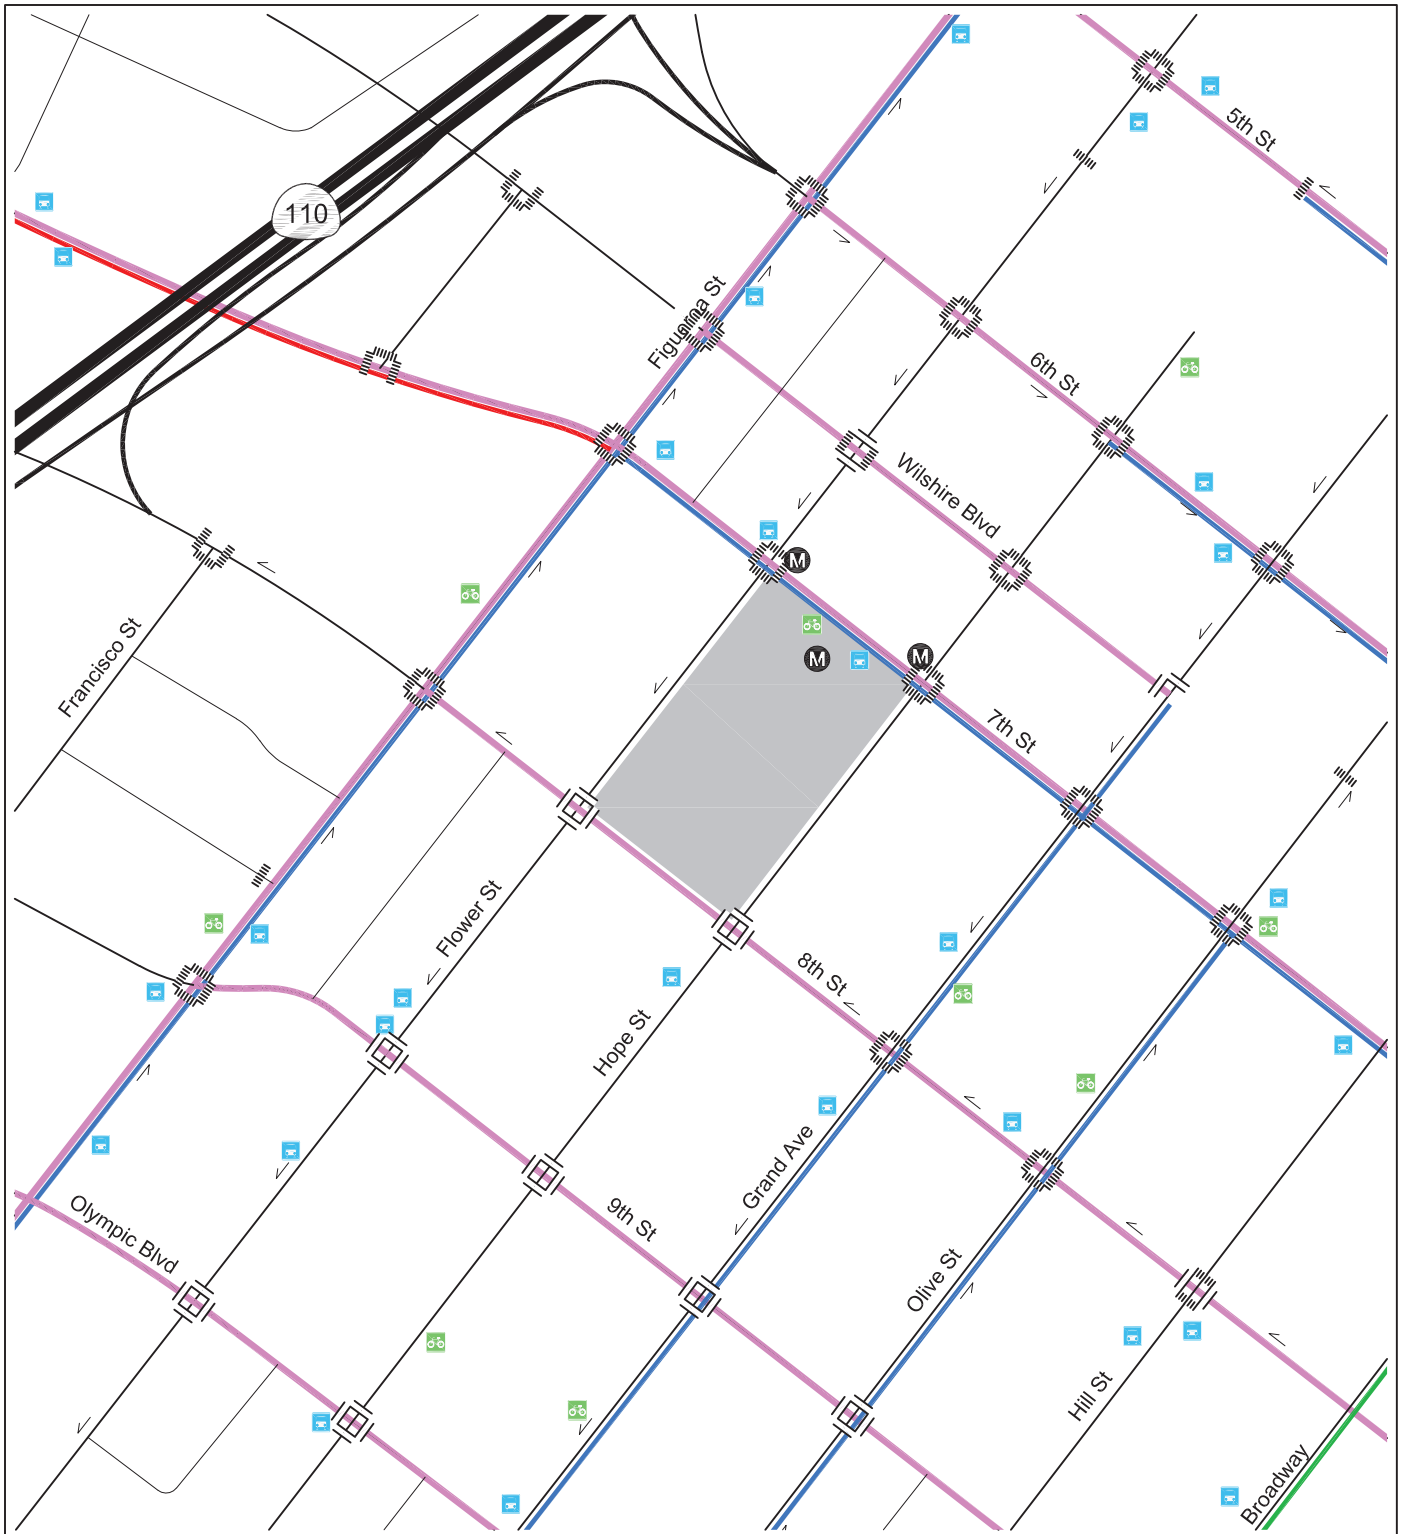 5th St
110
Figueroa St
6th St
Wilshire Blvd
M
Francisco St
M
M
7th St
Flower St
8th St
Hope St
Grand Ave
Olympic Blvd
9th St
Olive St
Hill St
Broadway